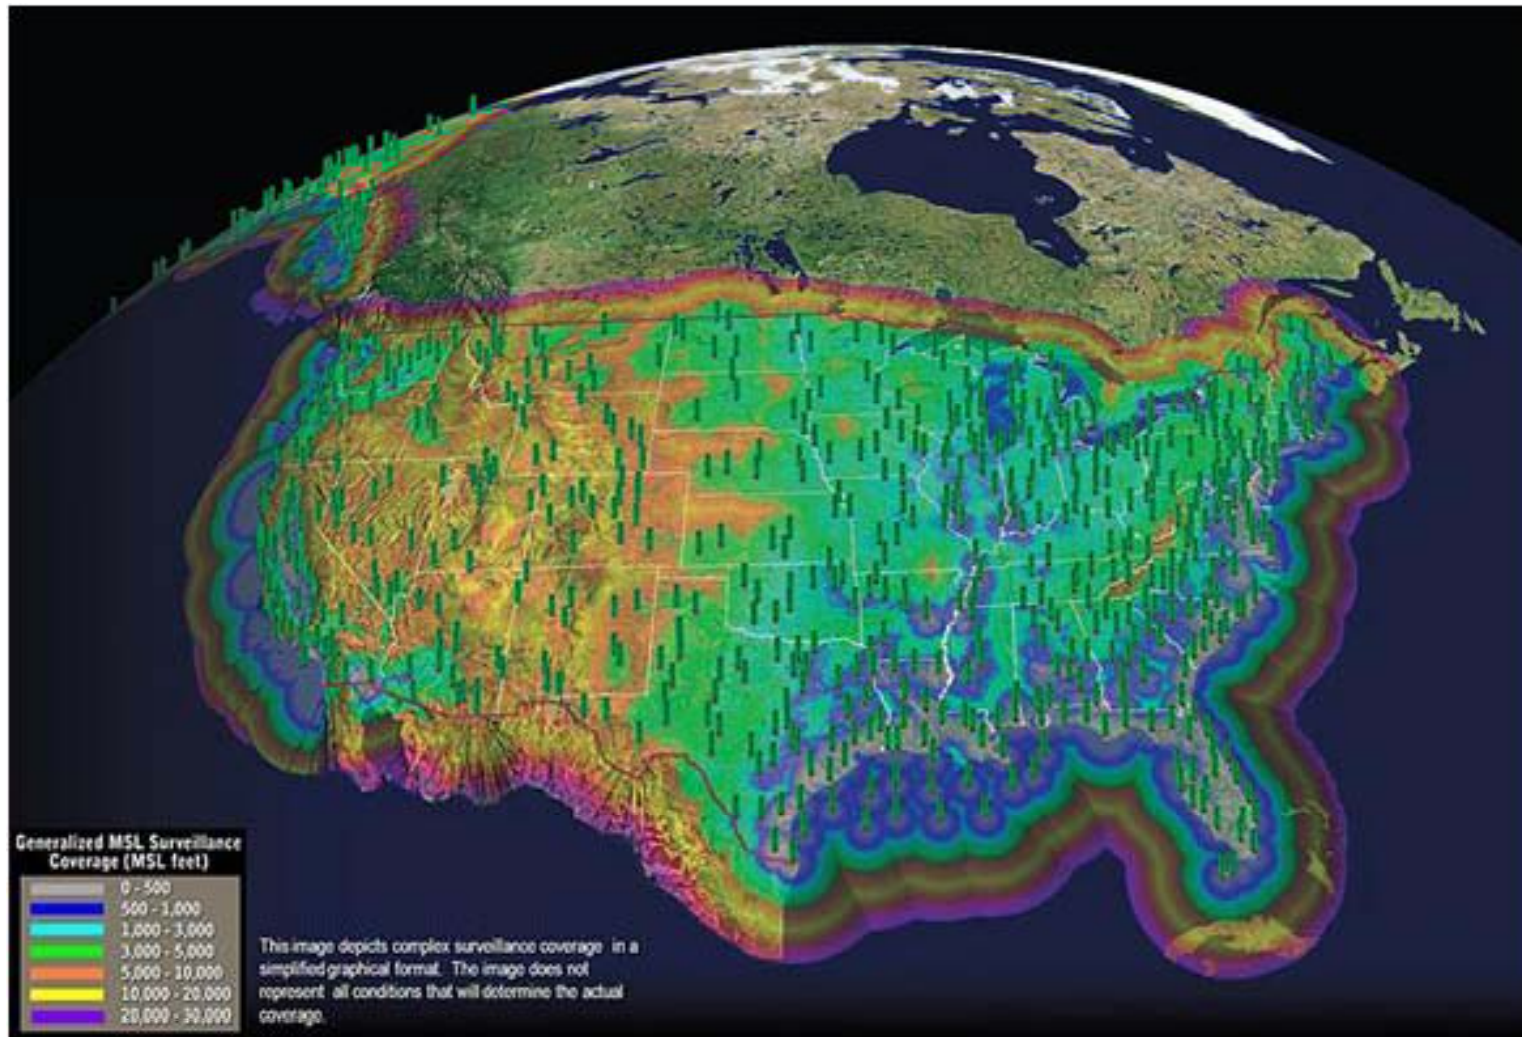 Generalized MSL Surveillance
Coverage (MSL feet)
0 - 500
500 - 1,000
1,000 - 3,000
3,000 - 5,000
5,000 - 10,000
10,000 - 20,000
20,000 - 30,000
This image depicts complex surveillance coverage in a
simplified graphical format. The image does not
represent all conditions that will determine the actual
coverage.